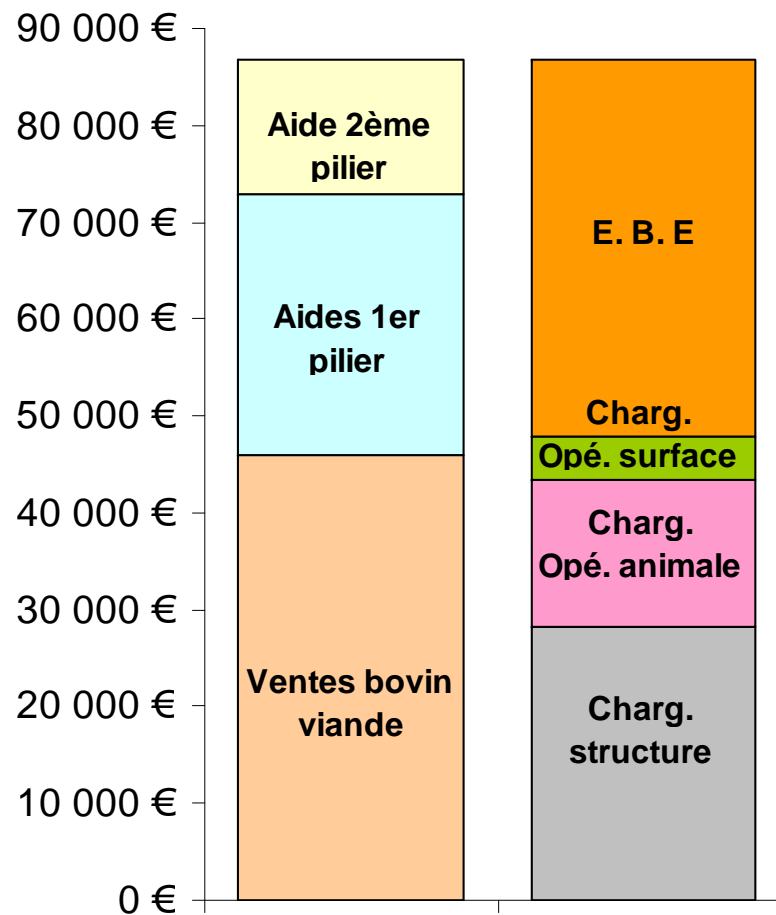 90 000 €
80 000 €
70 000 €
60 000 €
50 000 €
40 000 €
30 000 €
20 000 €
10 000 €
0 €
Aide 2ème
pilier
Aides 1er
pilier
Ventes bovin
viande
E. B. E
Charg.
Opé. surface
Charg.
Opé. animale
Charg.
structure